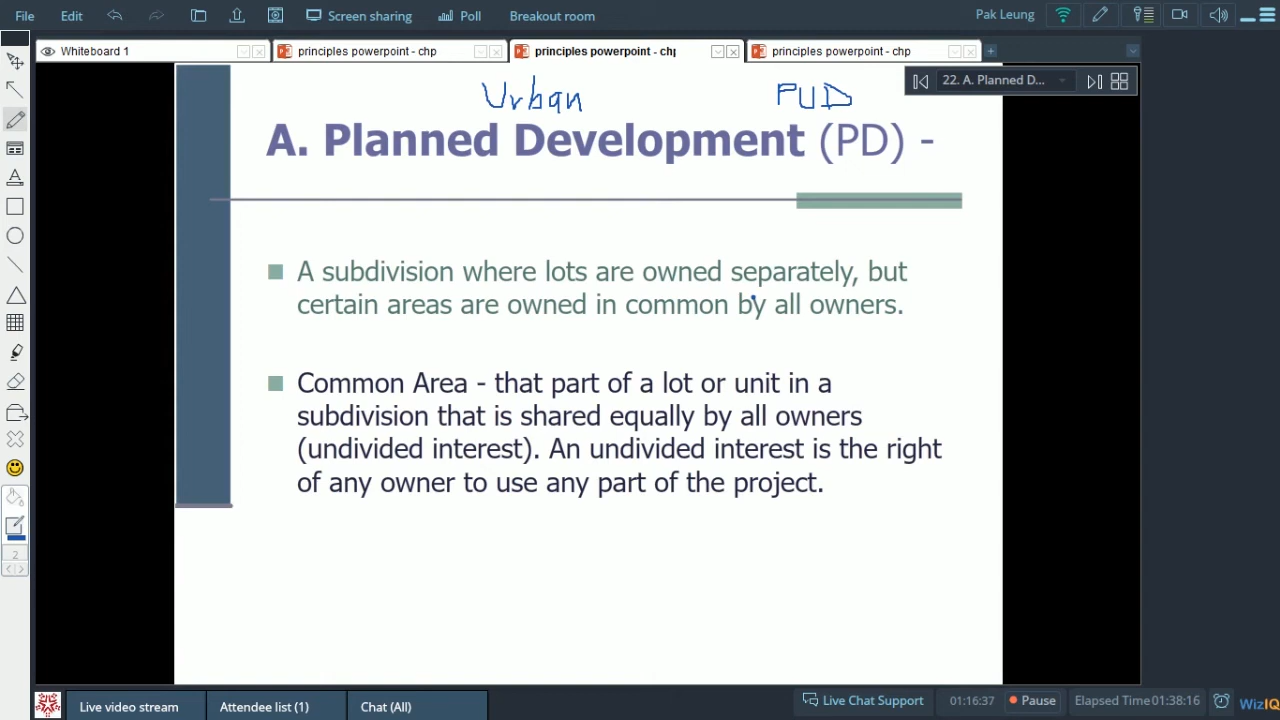 File Edit Screen sharing Poll Breakout room Pak Leung
Whiteboard 1 principles powerpoint - chp principles powerpoint - chp principles powerpoint - chp
22. A. Planned D...
Urban PUD
A. Planned Development (PD) -
A subdivision where lots are owned separately, but
certain areas are owned in common by all owners.
Common Area - that part of a lot or unit in a
subdivision that is shared equally by all owners
(undivided interest). An undivided interest is the right
of any owner to use any part of the project.
2
Live video stream Attendee list (1) Chat (All) Live Chat Support 01:16:37 Pause Elapsed Time 01:38:16 WizIQ